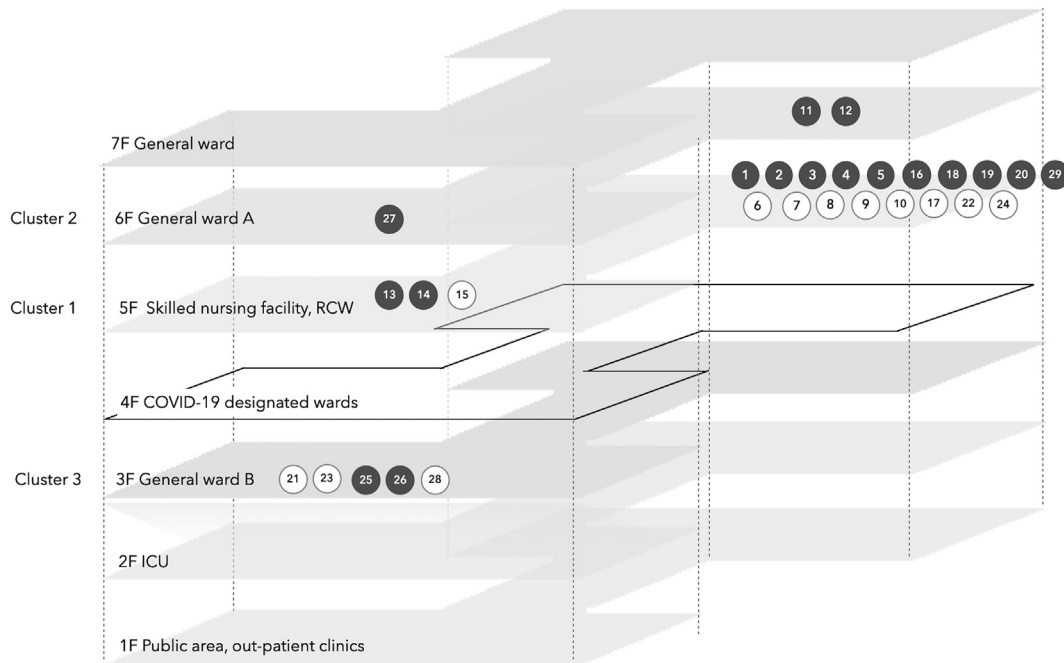 11 12
7F General ward
1 2 3 4 5 16 18 19 20 29
6 7 8 9 10 17 22 24
Cluster 2 6F General ward A 27
13 14 15
Cluster 1 5F Skilled nursing facility, RCW
4F COVID-19 designated wards
Cluster 3 3F General ward B 21 23 25 26 28
2F ICU
1F Public area, out-patient clinics